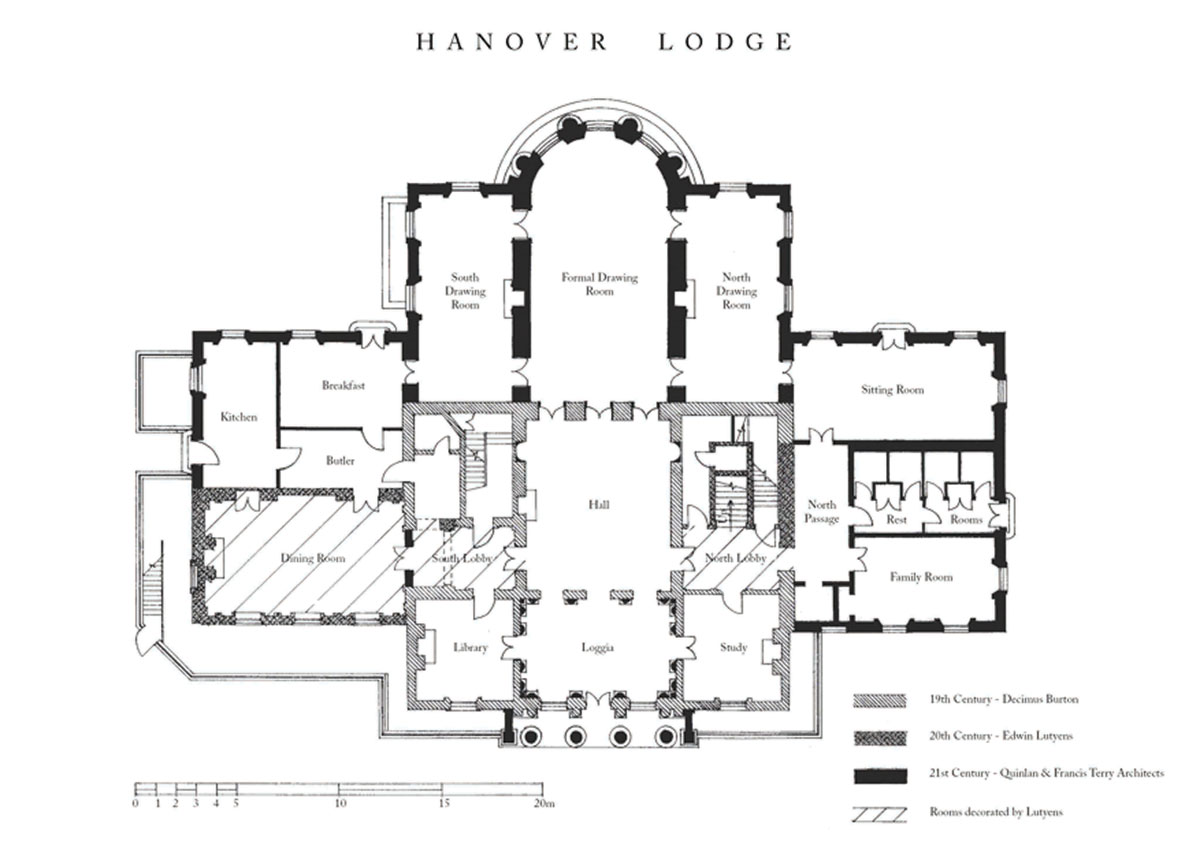 HANOVER LODGE
South
Drawing
Room
Formal Drawing
Room
North
Drawing
Room
Breakfast
Sitting Room
Kitchen
Butler
Hall
North
Passage
Rest
Rooms
Dining Room
South Lobby
North Lobby
Family Room
Library
Loggia
Study
19th Century - Decimus Burton
20th Century - Edwin Lutyens
21st Century - Quinlan & Francis Terry Architects
Rooms decorated by Lutyens
0 1 2 3 4 5 10 15 20m